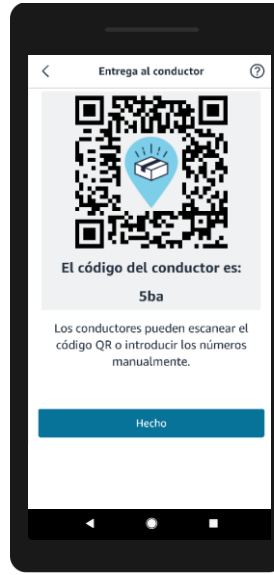 Entrega al conductor
El código del conductor es:
5ba
Los conductores pueden escanear el
código QR o introducir los números
manualmente.
Hecho